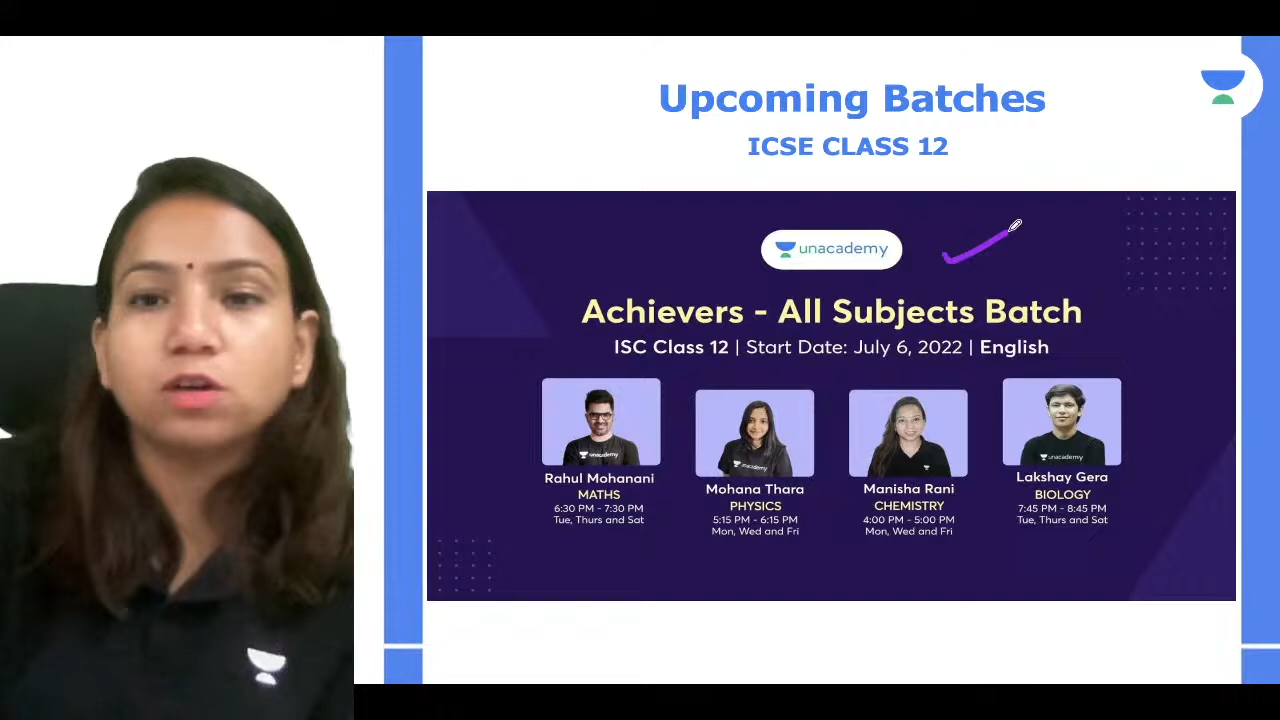 Upcoming Batches
ICSE CLASS 12
unacademy
Achievers - All Subjects Batch
ISC Class 12 | Start Date: July 6, 2022 | English
unacademy
unacademy
unacademy
Rahul Mohanani
MATHS
6:30 PM - 7:30 PM
Tue, Thurs and Sat
Mohana Thara
PHYSICS
5:15 PM - 6:15 PM
Mon, Wed and Fri
Manisha Rani
CHEMISTRY
4:00 PM - 5:00 PM
Mon, Wed and Fri
Lakshay Gera
BIOLOGY
7:45 PM - 8:45 PM
Tue, Thurs and Sat